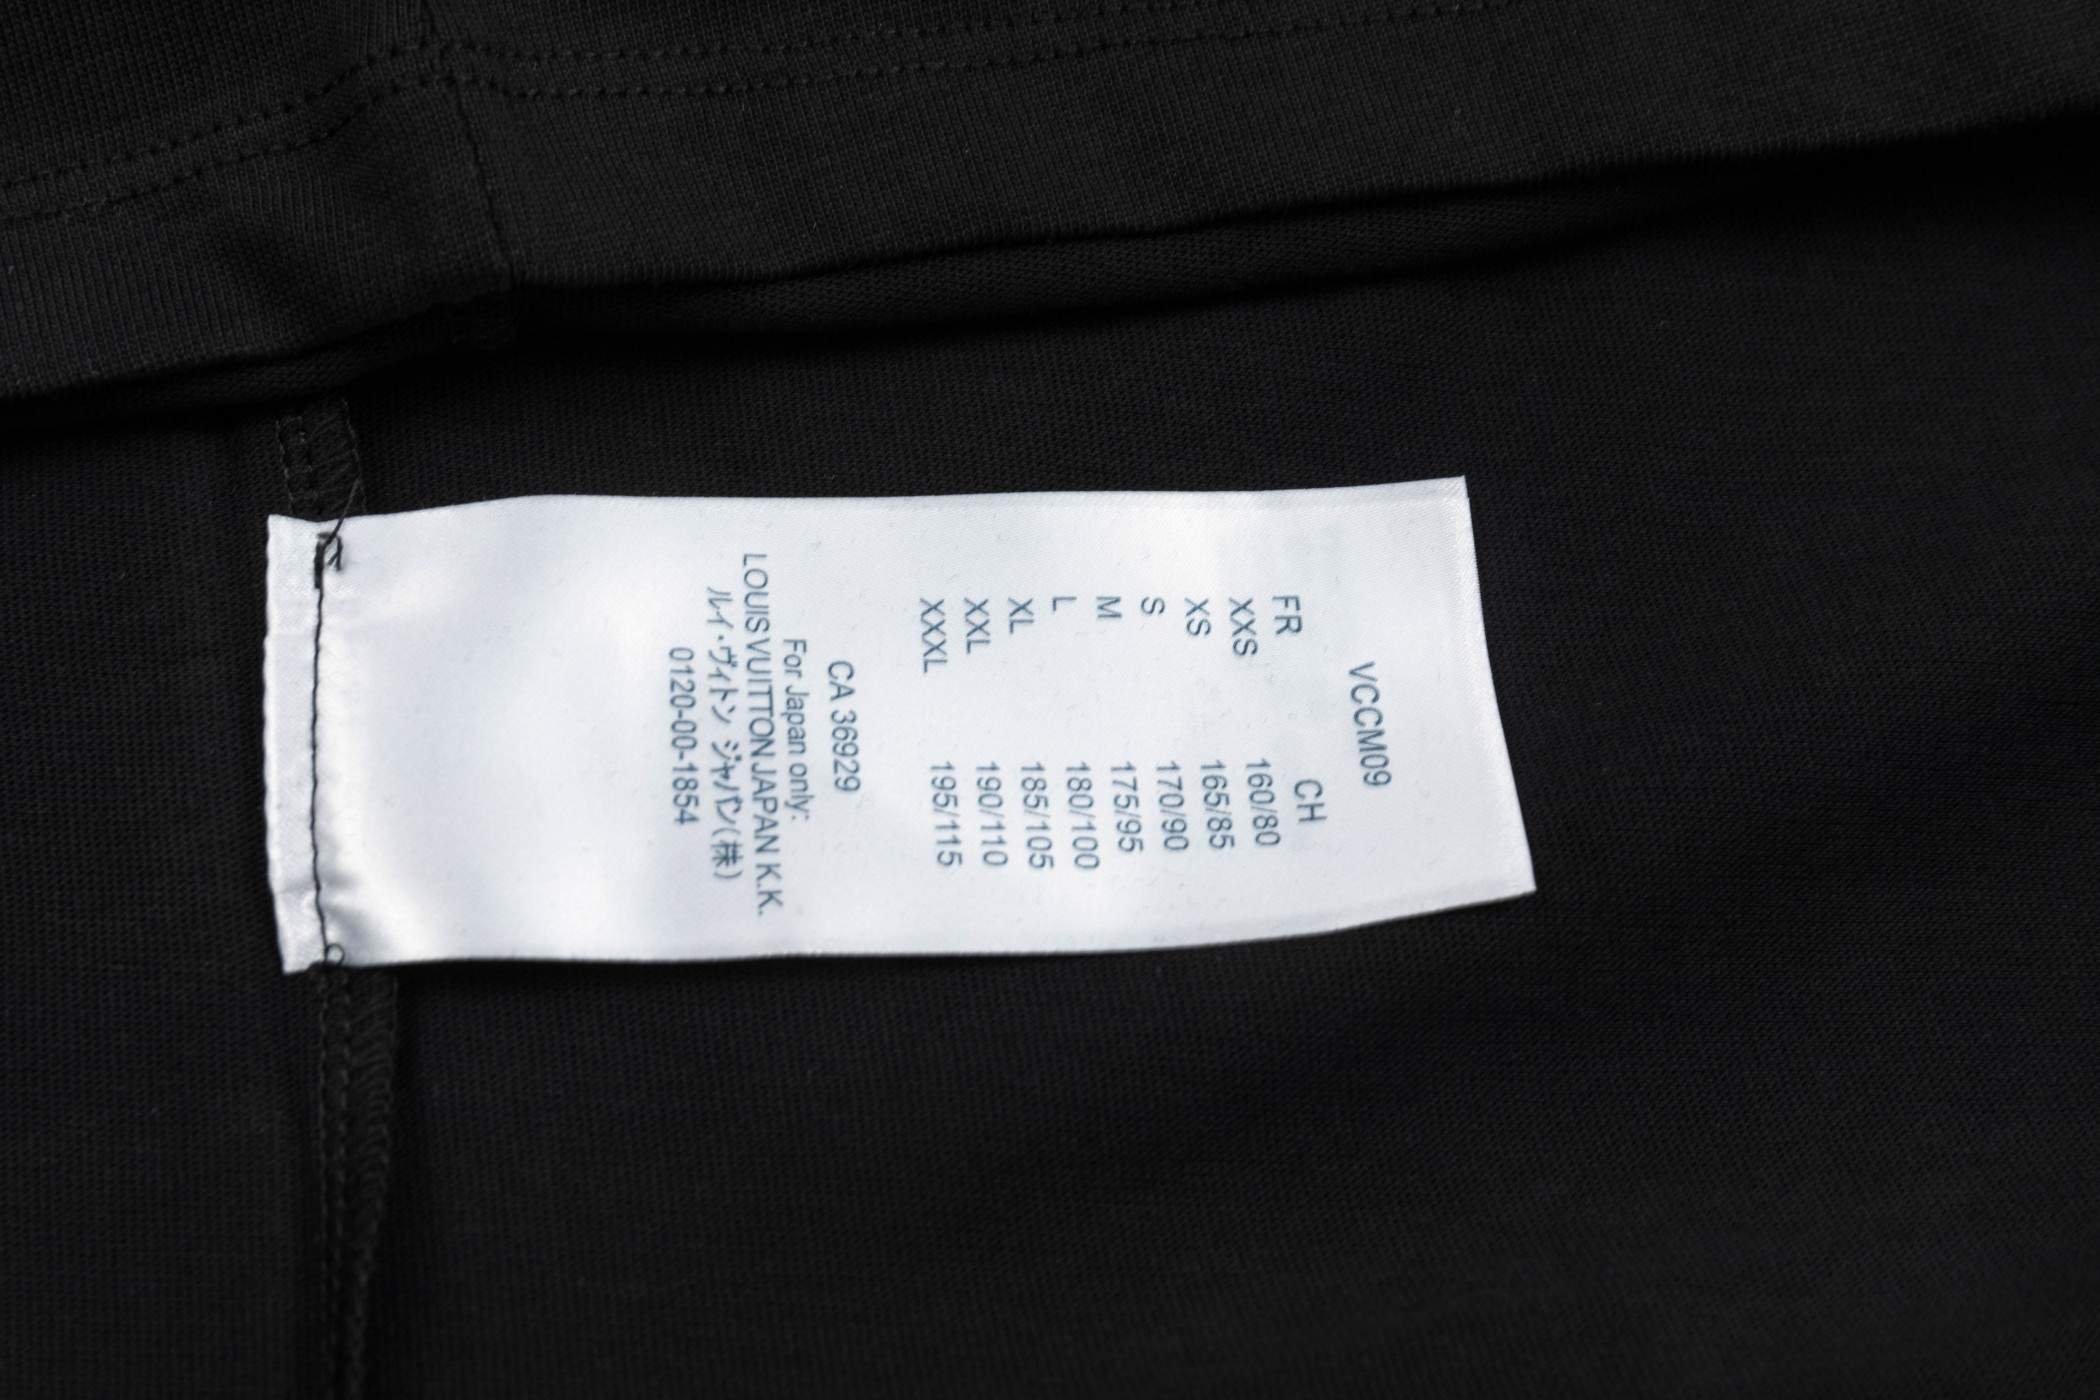 VCCM09
FR CH
XXS 160/80
XS 165/85
S 170/90
M 175/95
L 180/100
XL 185/105
XXL 190/110
XXXL 195/115
CA 36929
For Japan only:
LOUIS VUITTON JAPAN K.K.
ルイ・ヴィトン ジャパン(株)
0120-00-1854